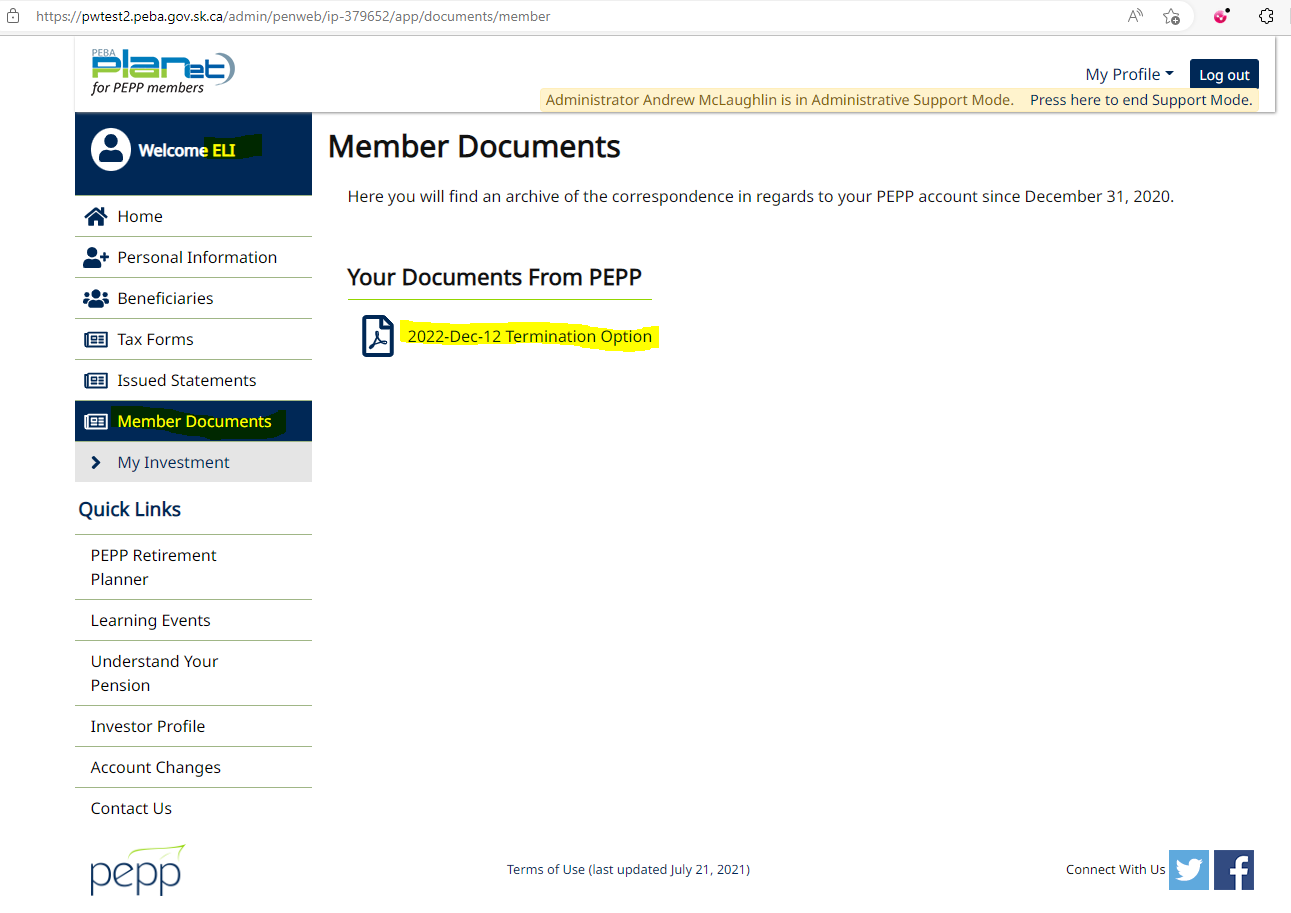 https://pwtest2.peba.gov.sk.ca/admin/penweb/ip-379652/app/documents/member
PEBA
planet
for PEPP members
My Profile
Log out
Administrator Andrew McLaughlin is in Administrative Support Mode. Press here to end Support Mode.
Welcome ELI
Home
Personal Information
Beneficiaries
Tax Forms
Issued Statements
Member Documents
My Investment
Quick Links
PEPP Retirement
Planner
Learning Events
Understand Your
Pension
Investor Profile
Account Changes
Contact Us
Member Documents
Here you will find an archive of the correspondence in regards to your PEPP account since December 31, 2020.
Your Documents From PEPP
2022-Dec-12 Termination Option
pepp
Terms of Use (last updated July 21, 2021)
Connect With Us